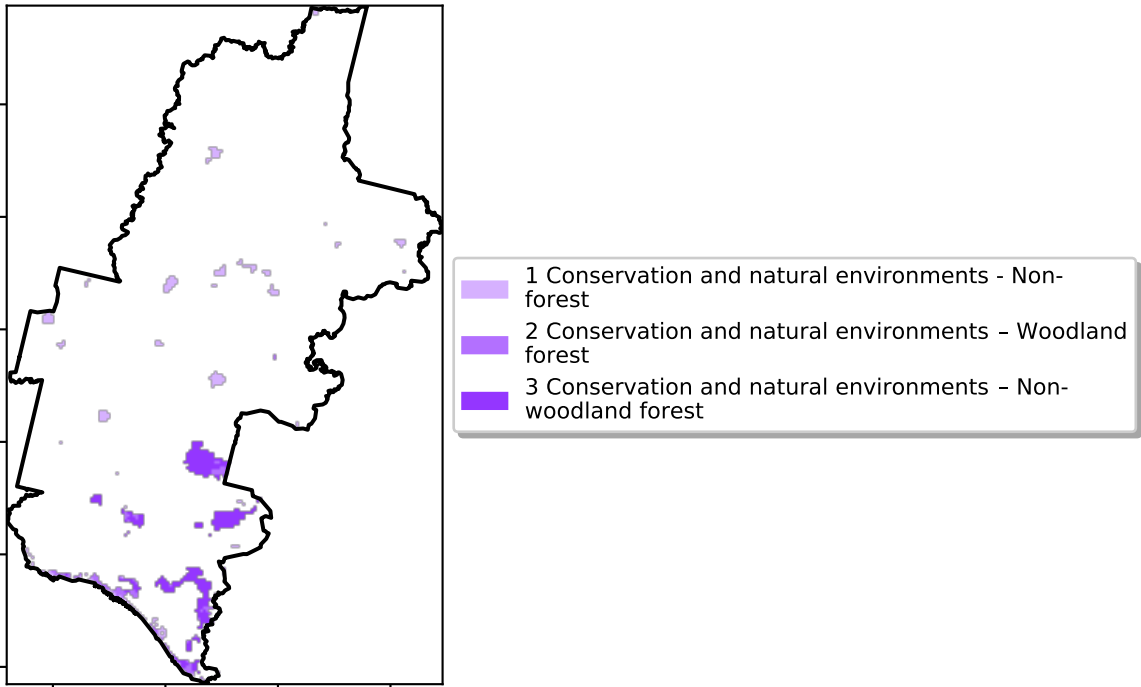 1 Conservation and natural environments - Non-
forest
2 Conservation and natural environments – Woodland
forest
3 Conservation and natural environments – Non-
woodland forest